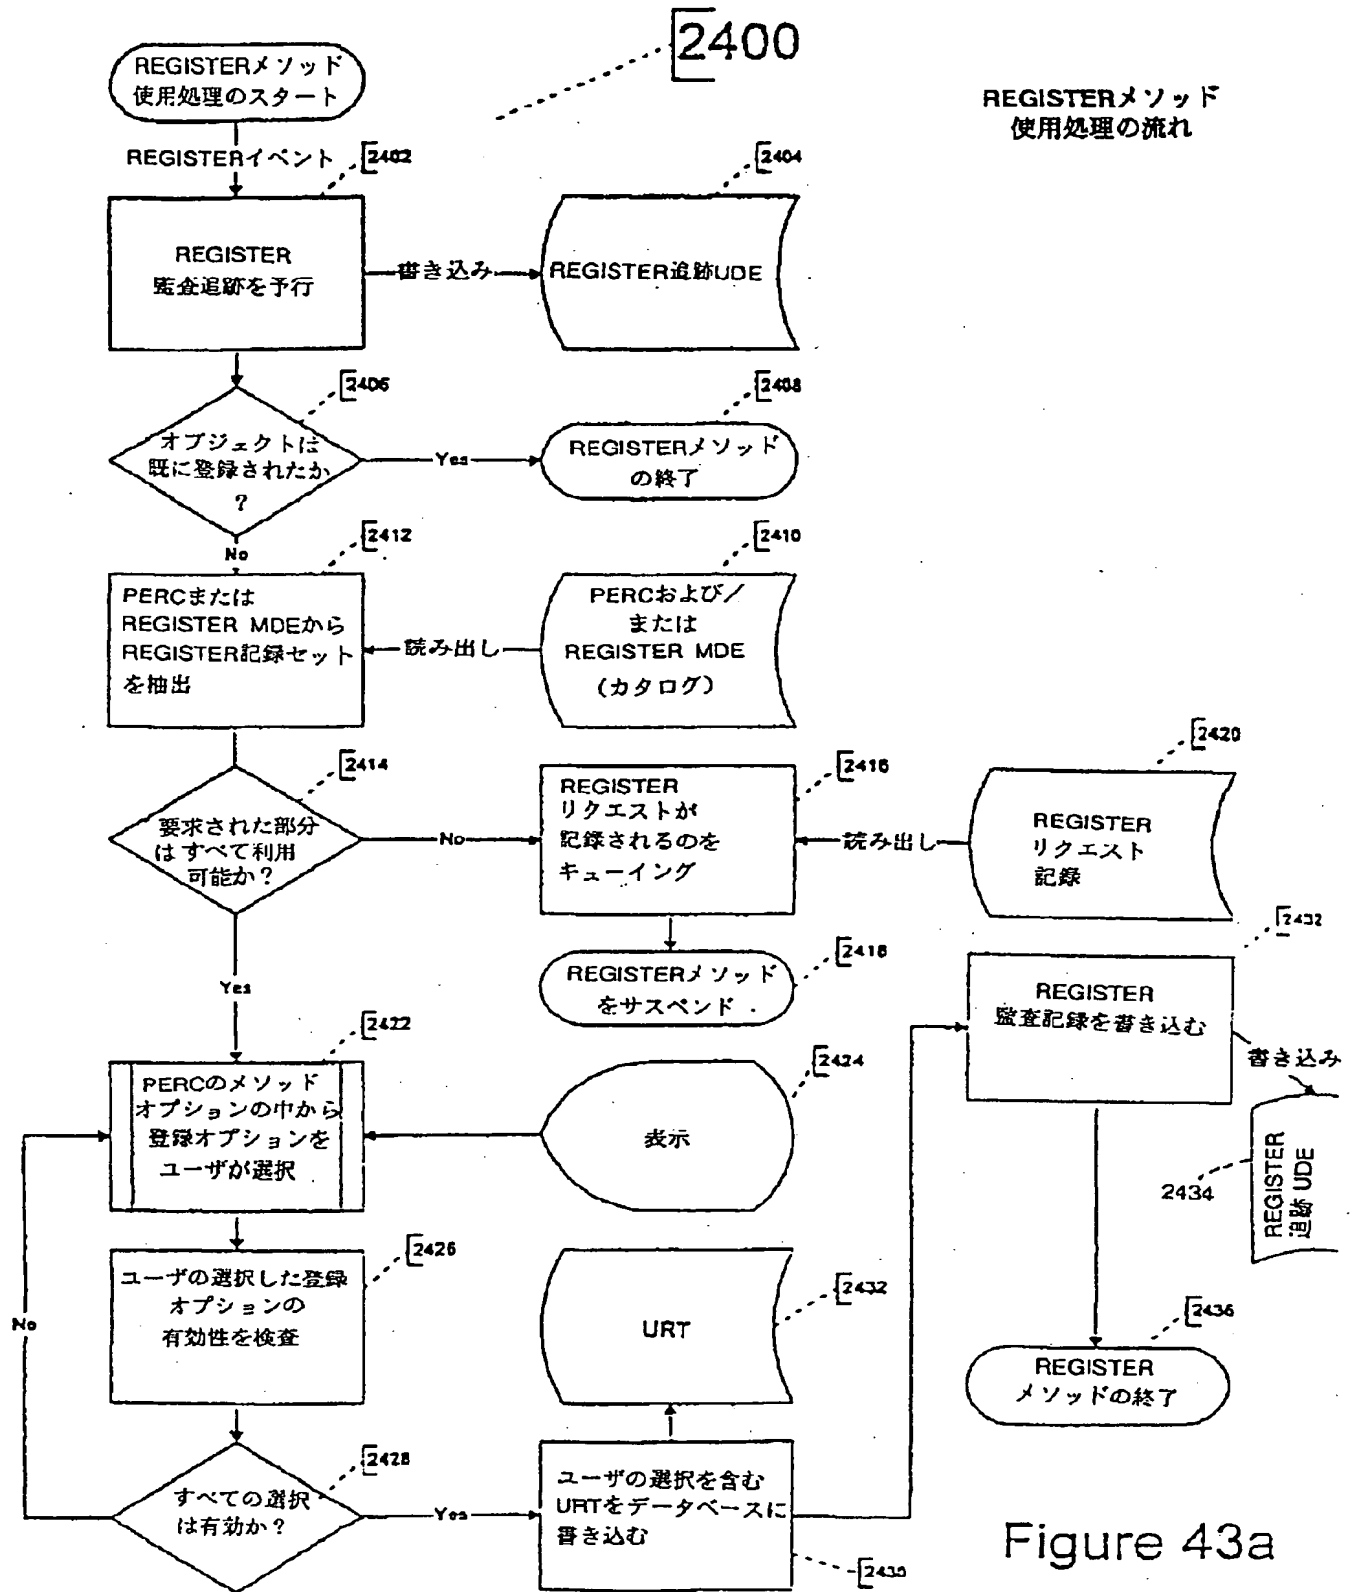 2400
REGISTERメソッド
使用処理の流れ
REGISTERメソッド
使用処理のスタート
REGISTERイベント
2402
REGISTER
監査追跡を予行
書き込み
2404
REGISTER追跡UDE
2406
オブジェクトは
既に登録されたか
?
Yes
2408
REGISTERメソッド
の終了
No
2412
PERCまたは
REGISTER MDEから
REGISTER記録セット
を抽出
読み出し
2410
PERCおよび/
または
REGISTER MDE
(カタログ)
2414
要求された部分
はすべて利用
可能か?
No
2416
REGISTER
リクエストが
記録されるのを
キューイング
読み出し
2420
REGISTER
リクエスト
記録
2418
REGISTERメソッド
をサスペンド
Yes
2422
PERCのメソッド
オプションの中から
登録オプションを
ユーザが選択
2424
表示
2426
ユーザの選択した登録
オプションの
有効性を検査
No
2428
すべての選択
は有効か?
Yes
2430
ユーザの選択を含む
URTをデータベースに
書き込む
2432
URT
2432
REGISTER
監査記録を書き込む
書き込み
2434
REGISTER
追跡 UDE
2436
REGISTER
メソッドの終了
Figure 43a